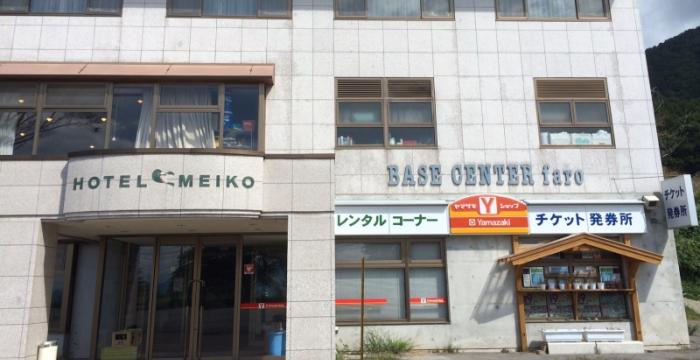 HOTEL MEIKO
BASE CENTER faro
レンタル コーナー
ヤマザキ Y ショップ
Yamazaki
チケット 発券所
チケット発券所